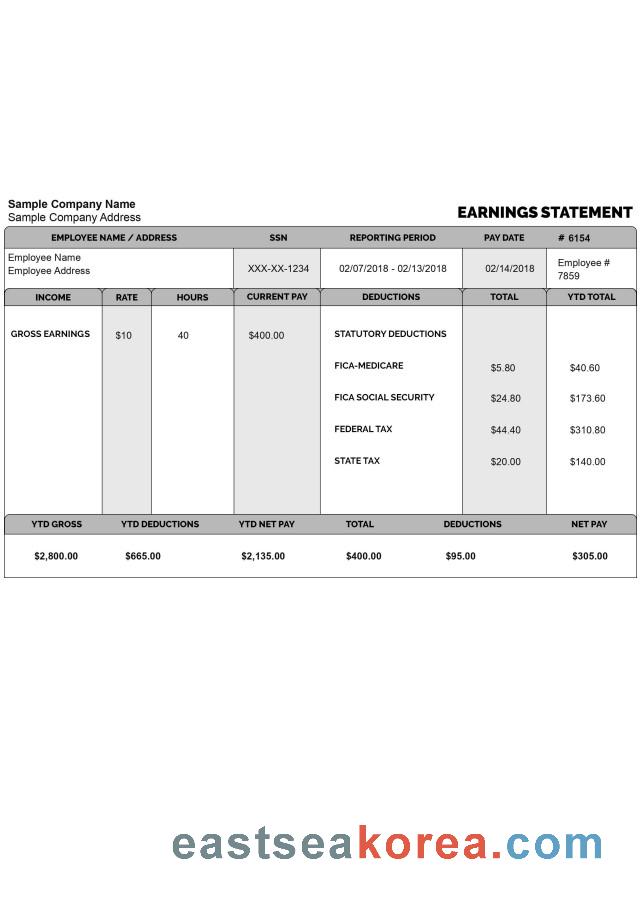 Sample Company Name
Sample Company Address
EARNINGS STATEMENT
EMPLOYEE NAME / ADDRESS SSN REPORTING PERIOD PAY DATE # 6154
Employee Name
Employee Address
XXX-XX-1234 02/07/2018 - 02/13/2018 02/14/2018 Employee #
7859
INCOME RATE HOURS CURRENT PAY DEDUCTIONS TOTAL YTD TOTAL
GROSS EARNINGS $10 40 $400.00 STATUTORY DEDUCTIONS
FICA-MEDICARE $5.80 $40.60
FICA SOCIAL SECURITY $24.80 $173.60
FEDERAL TAX $44.40 $310.80
STATE TAX $20.00 $140.00
YTD GROSS YTD DEDUCTIONS YTD NET PAY TOTAL DEDUCTIONS NET PAY
$2,800.00 $665.00 $2,135.00 $400.00 $95.00 $305.00
eastseakorea.com